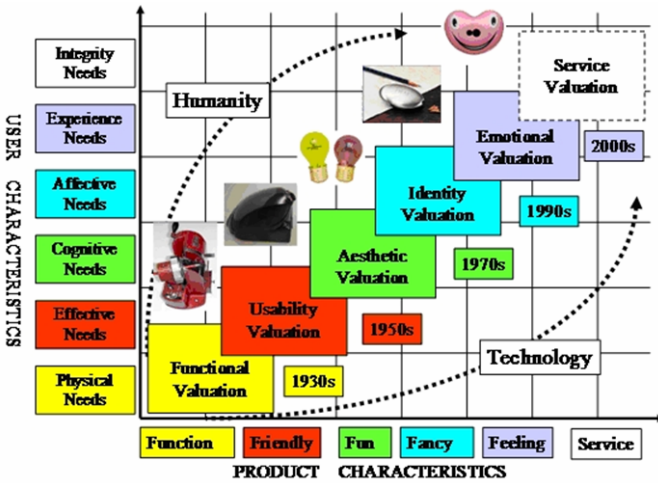 Integrity
Needs
Experience
Needs
Affective
Needs
Cognitive
Needs
Effective
Needs
Physical
Needs
USER CHARACTERISTICS
Humanity
Service
Valuation
Emotional
Valuation
2000s
Identity
Valuation
1990s
Aesthetic
Valuation
1970s
Usability
Valuation
1950s
Functional
Valuation
1930s
Technology
Function
Friendly
Fun
Fancy
Feeling
Service
PRODUCT CHARACTERISTICS